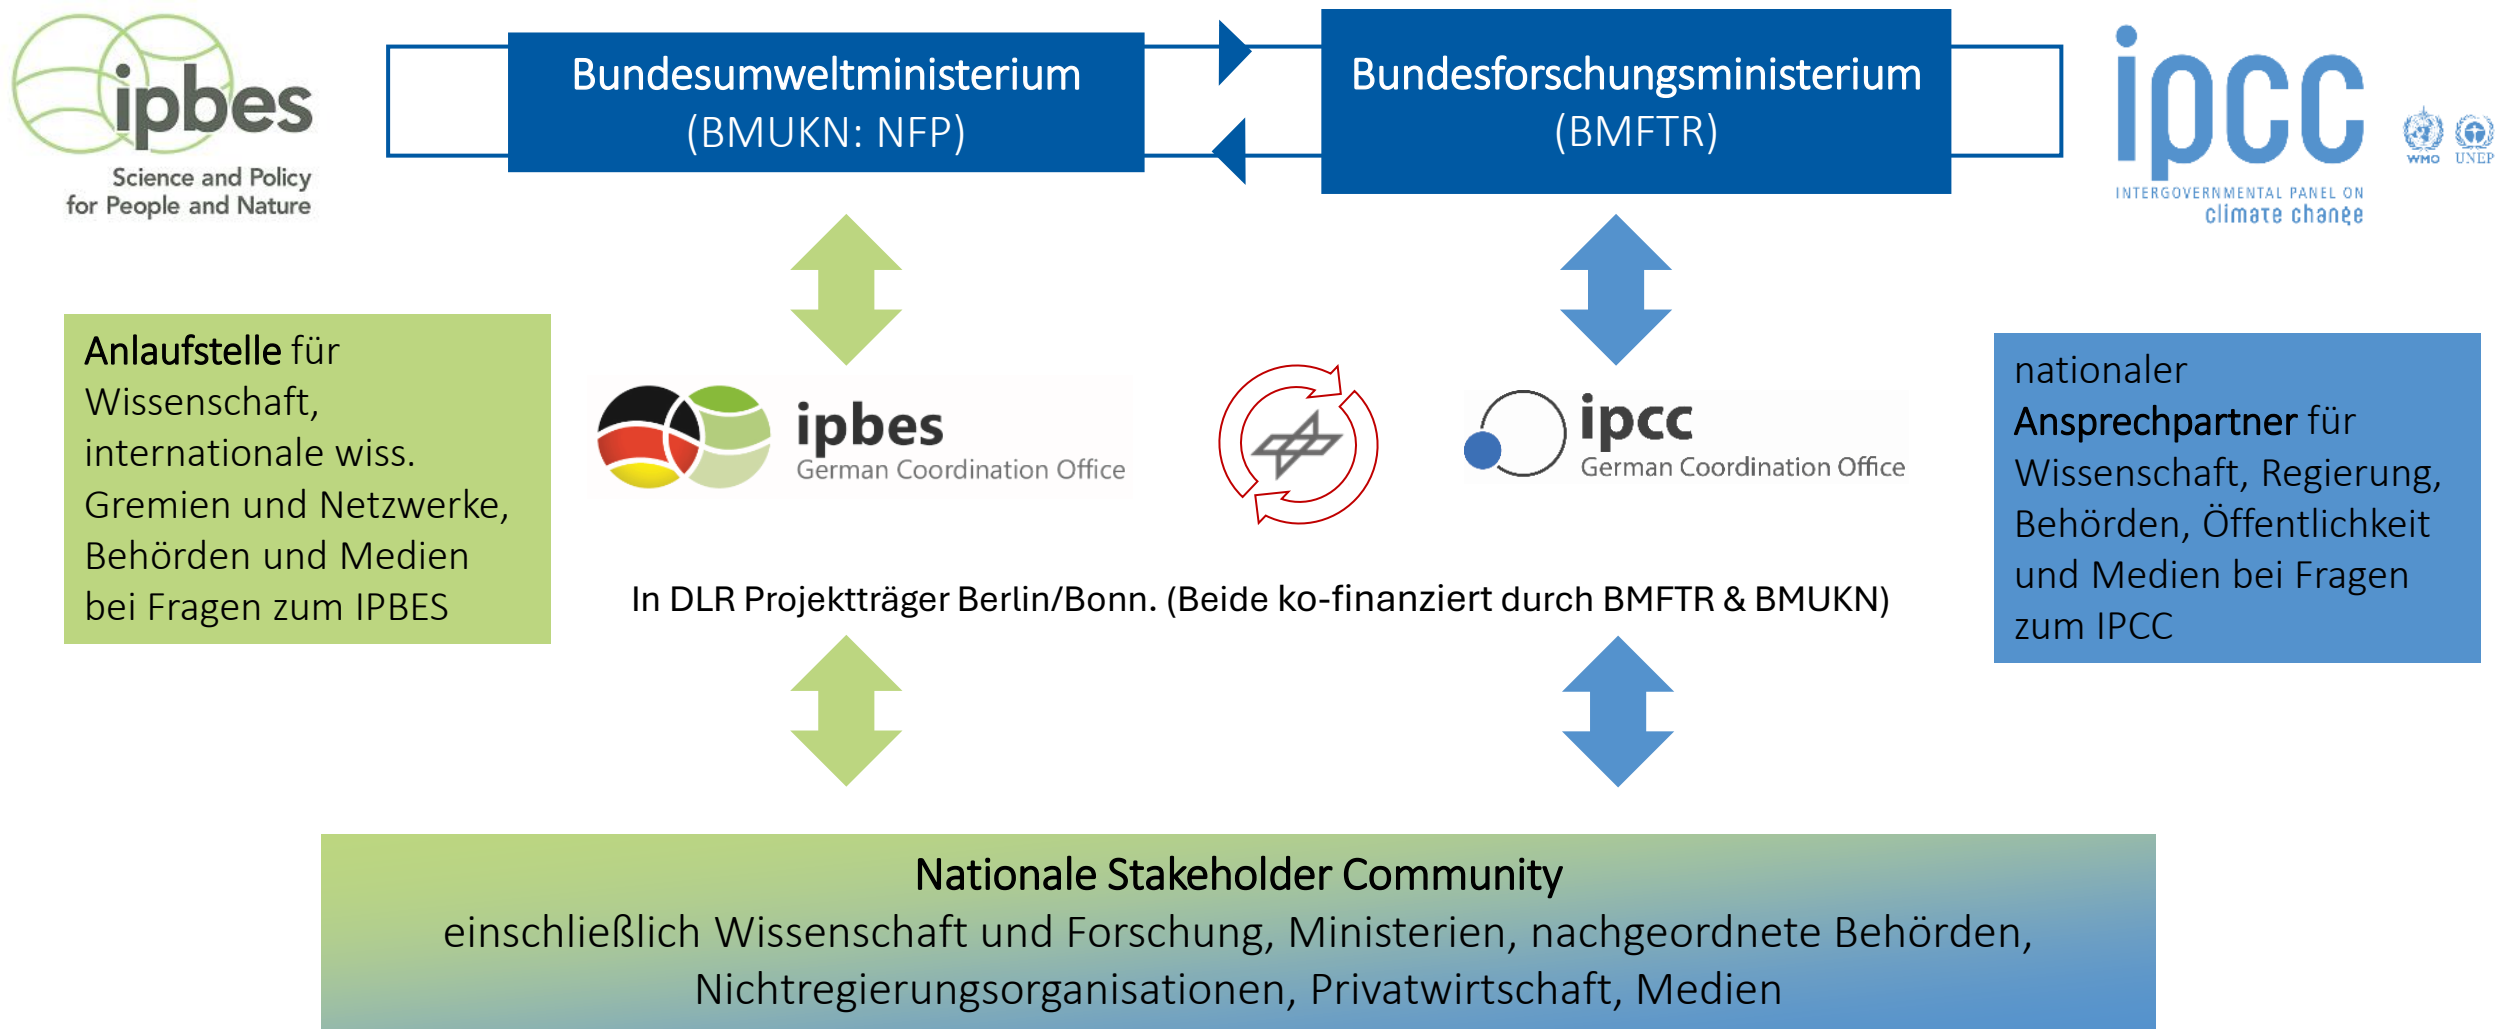 ipbes
Science and Policy
for People and Nature
Bundesumweltministerium
(BMUKN: NFP)
Bundesforschungsministerium
(BMFTR)
ipcc
WMO
UNEP
INTERGOVERNMENTAL PANEL ON
climate change
Anlaufstelle für
Wissenschaft,
internationale wiss.
Gremien und Netzwerke,
Behörden und Medien
bei Fragen zum IPBES
ipbes
German Coordination Office
ipcc
German Coordination Office
nationaler
Ansprechpartner für
Wissenschaft, Regierung,
Behörden, Öffentlichkeit
und Medien bei Fragen
zum IPCC
In DLR Projektträger Berlin/Bonn. (Beide ko-finanziert durch BMFTR & BMUKN)
Nationale Stakeholder Community
einschließlich Wissenschaft und Forschung, Ministerien, nachgeordnete Behörden,
Nichtregierungsorganisationen, Privatwirtschaft, Medien